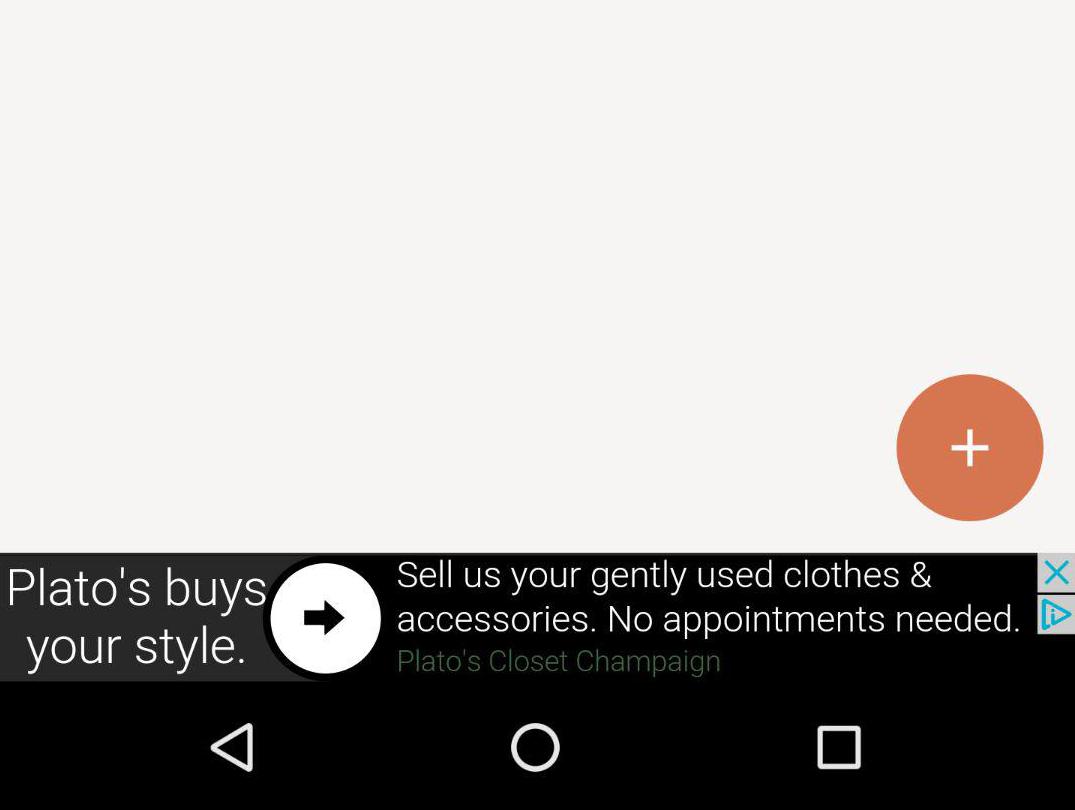 Plato's buys
your style.
Sell us your gently used clothes &
accessories. No appointments needed.
Plato's Closet Champaign